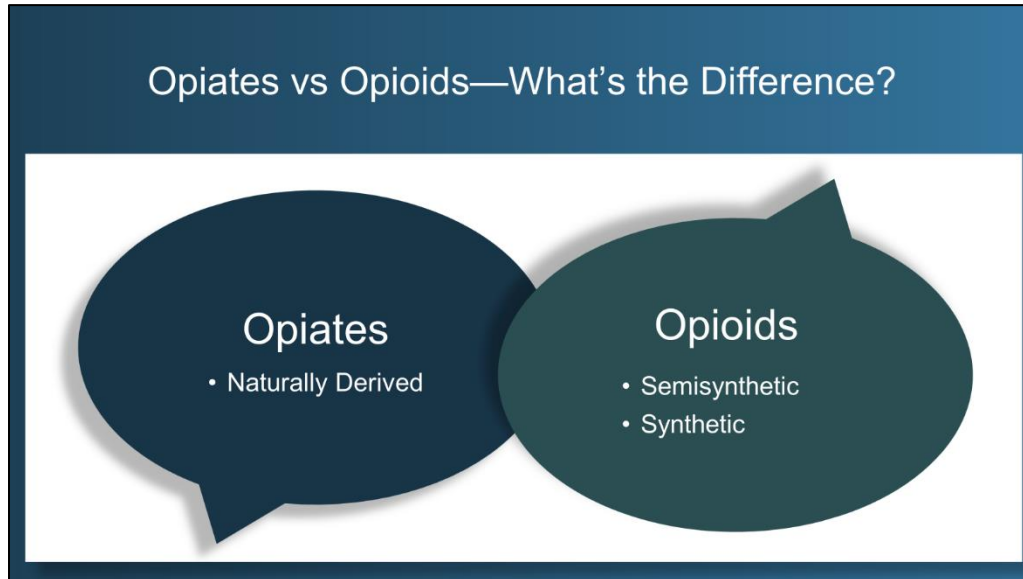 Opiates vs Opioids—What's the Difference?
Opiates
• Naturally Derived
Opioids
• Semisynthetic
• Synthetic